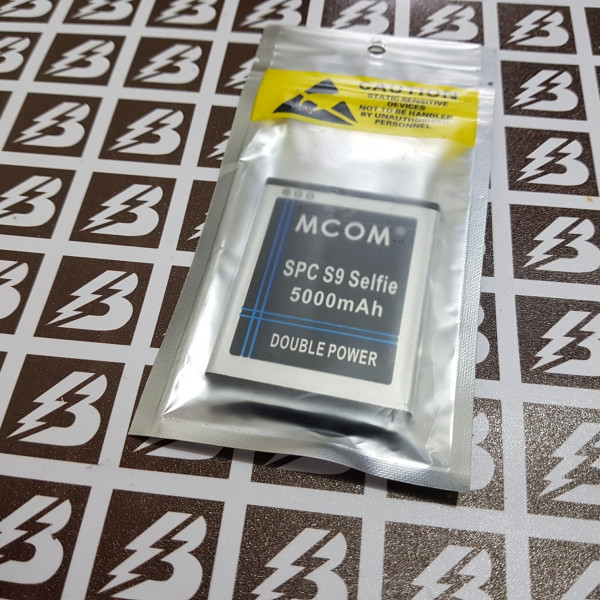 CAUTION
STATIC SENSITIVE
DEVICES
NOT TO BE HANDLED
BY UNAUTHORIZED
PERSONNEL
MCOM®
SPC S9 Selfie
5000mAh
DOUBLE POWER